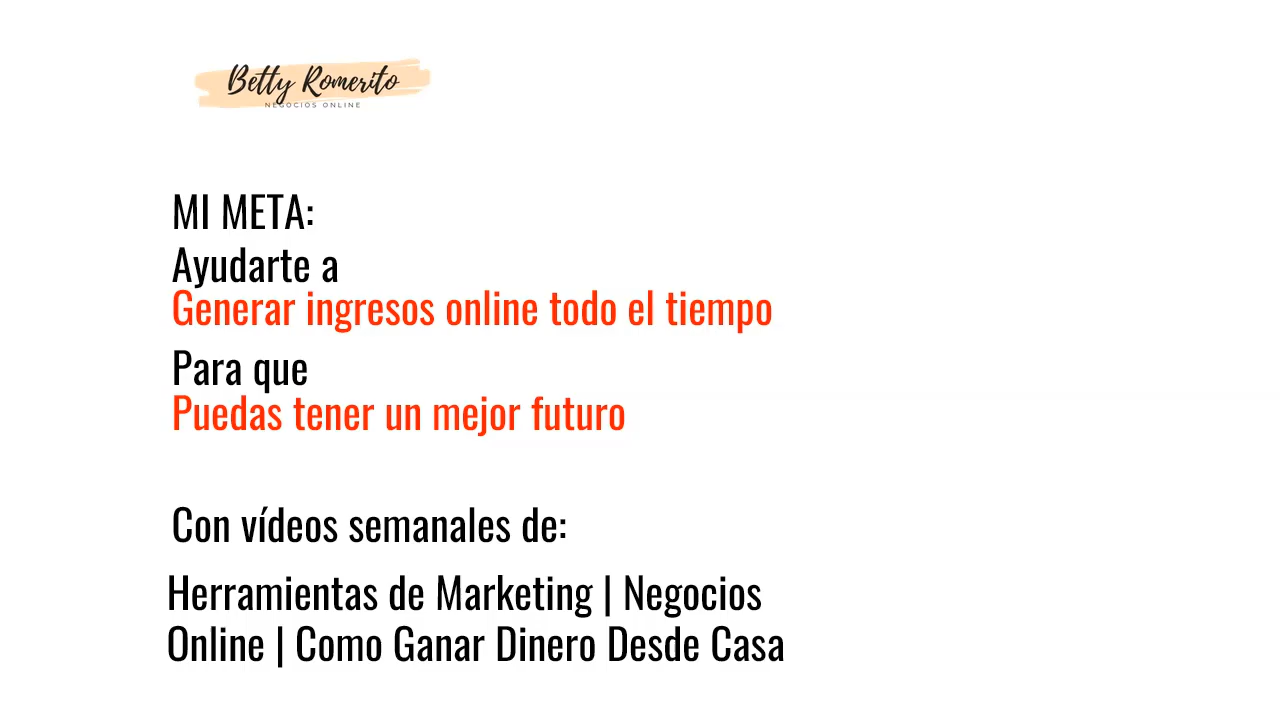 Betty Romerito
NEGOCIOS ONLINE
MI META:
Ayudarte a
Generar ingresos online todo el tiempo
Para que
Puedas tener un mejor futuro
Con vídeos semanales de:
Herramientas de Marketing | Negocios
Online | Como Ganar Dinero Desde Casa